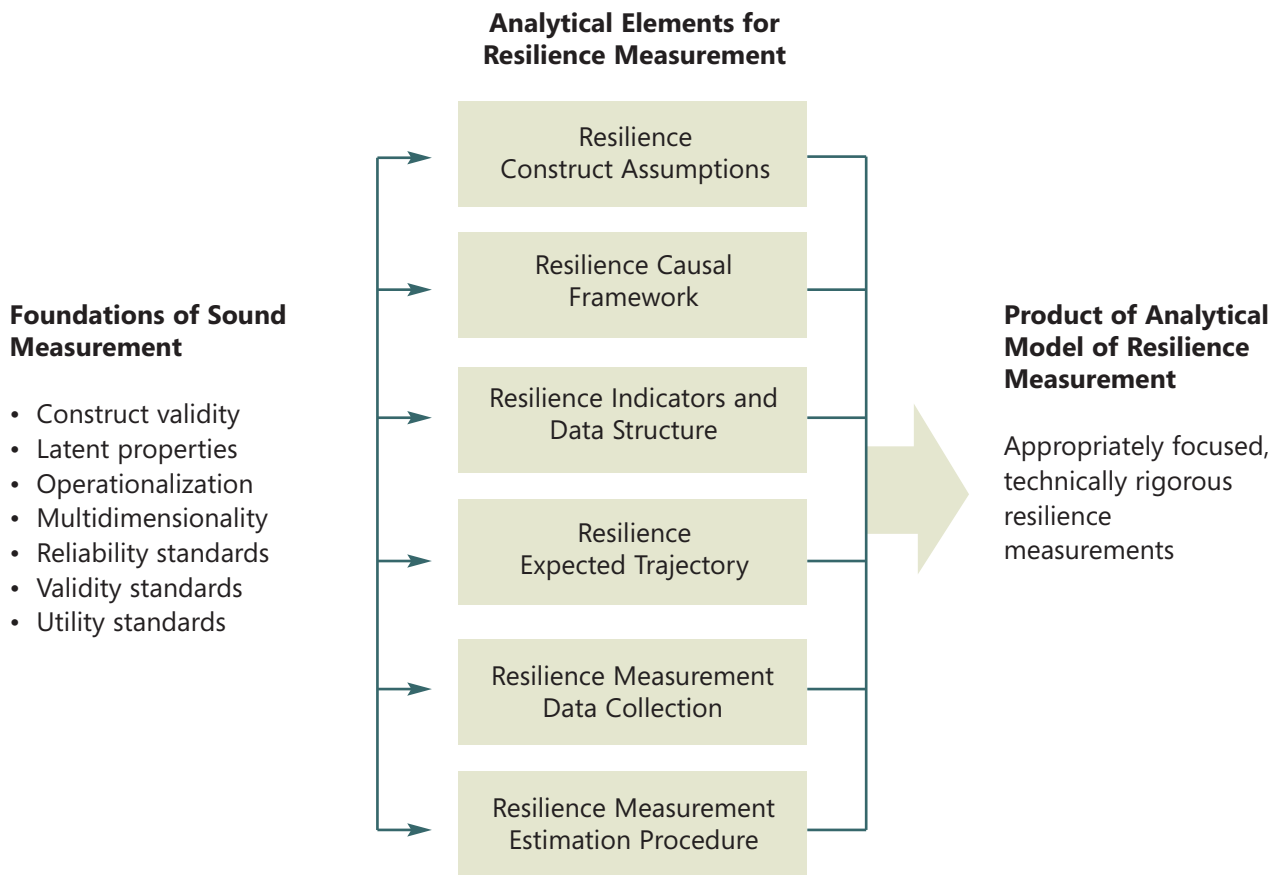 Analytical Elements for
Resilience Measurement
Foundations of Sound
Measurement
• Construct validity
• Latent properties
• Operationalization
• Multidimensionality
• Reliability standards
• Validity standards
• Utility standards
Resilience
Construct Assumptions
Resilience Causal
Framework
Resilience Indicators and
Data Structure
Resilience
Expected Trajectory
Resilience Measurement
Data Collection
Resilience Measurement
Estimation Procedure
Product of Analytical
Model of Resilience
Measurement
Appropriately focused,
technically rigorous
resilience
measurements